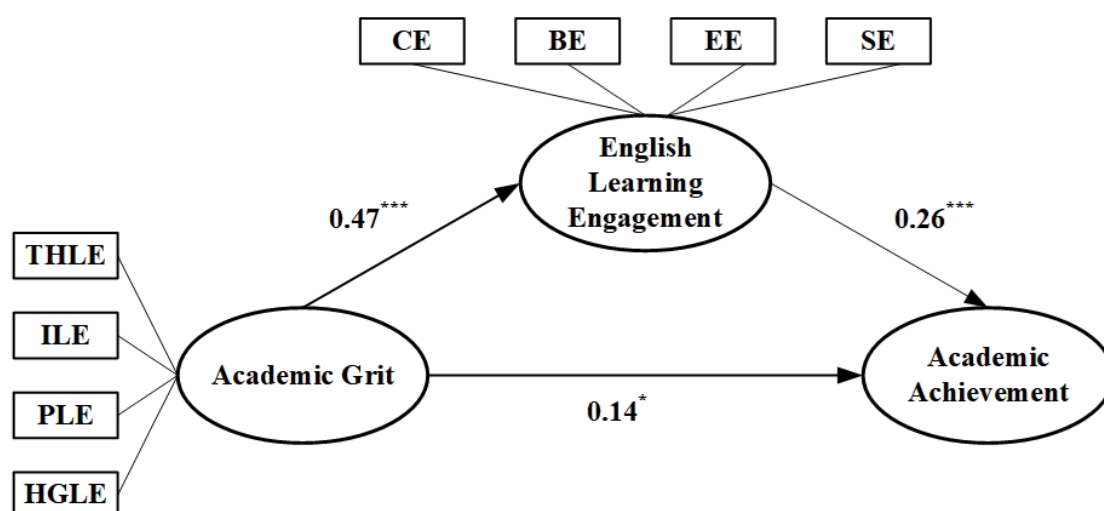 CE
BE
EE
SE
English
Learning
Engagement
0.47***
0.26***
THLE
ILE
PLE
HGLE
Academic Grit
Academic
Achievement
0.14*